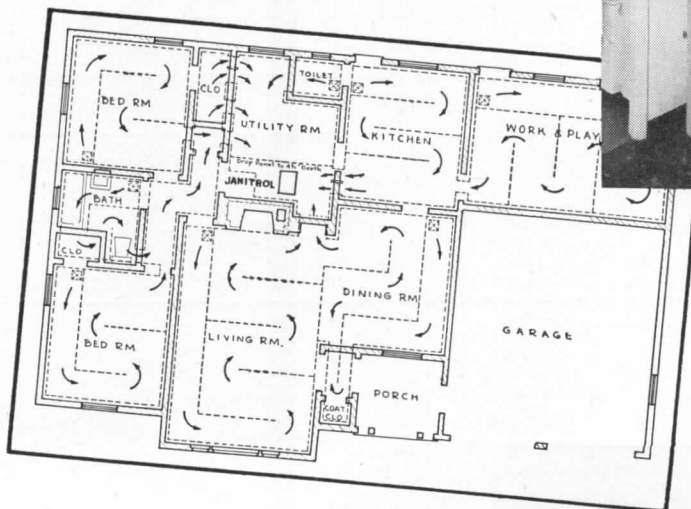 BED RM
CLO
TOILET
UTILITY RM
KITCHEN
WORK & PLAY
JANITROL
BATH
CLO
DINING RM.
LIVING RM.
BED RM
GARAGE
PORCH
COAT
CLO.